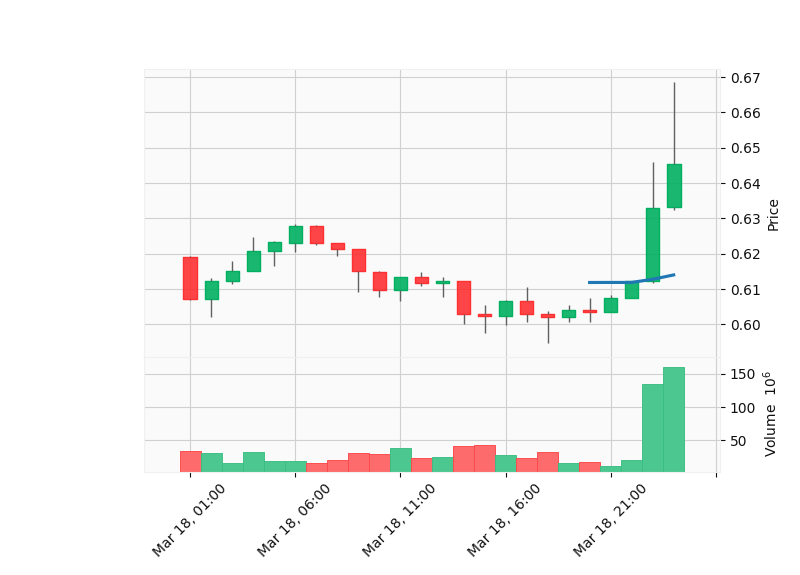 0.67
0.66
0.65
0.64
0.63
0.62
0.61
0.60
Price
150
100
50
Volume 10⁶
Mar 18, 01:00
Mar 18, 06:00
Mar 18, 11:00
Mar 18, 16:00
Mar 18, 21:00